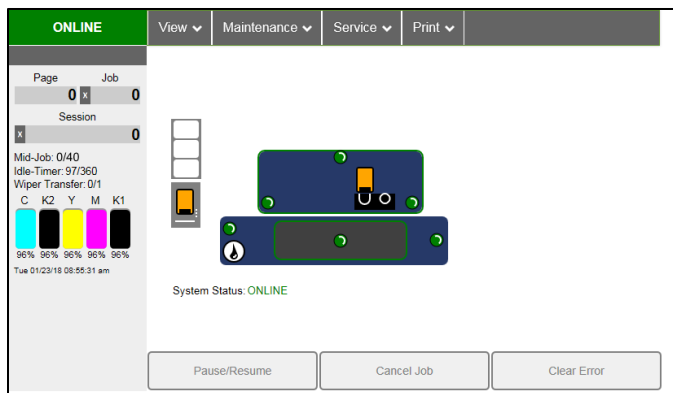 ONLINE
View Maintenance Service Print
Page Job
0 x 0
Session
x 0
Mid-Job: 0/40
Idle-Timer: 97/360
Wiper Transfer: 0/1
C K2 Y M K1
96% 96% 96% 96% 96%
Tue 01/23/18 08:55:31 am
System Status: ONLINE
Pause/Resume Cancel Job Clear Error